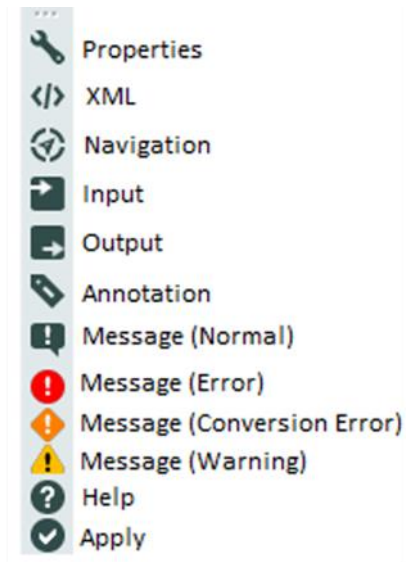 Properties
XML
Navigation
Input
Output
Annotation
Message (Normal)
Message (Error)
Message (Conversion Error)
Message (Warning)
Help
Apply